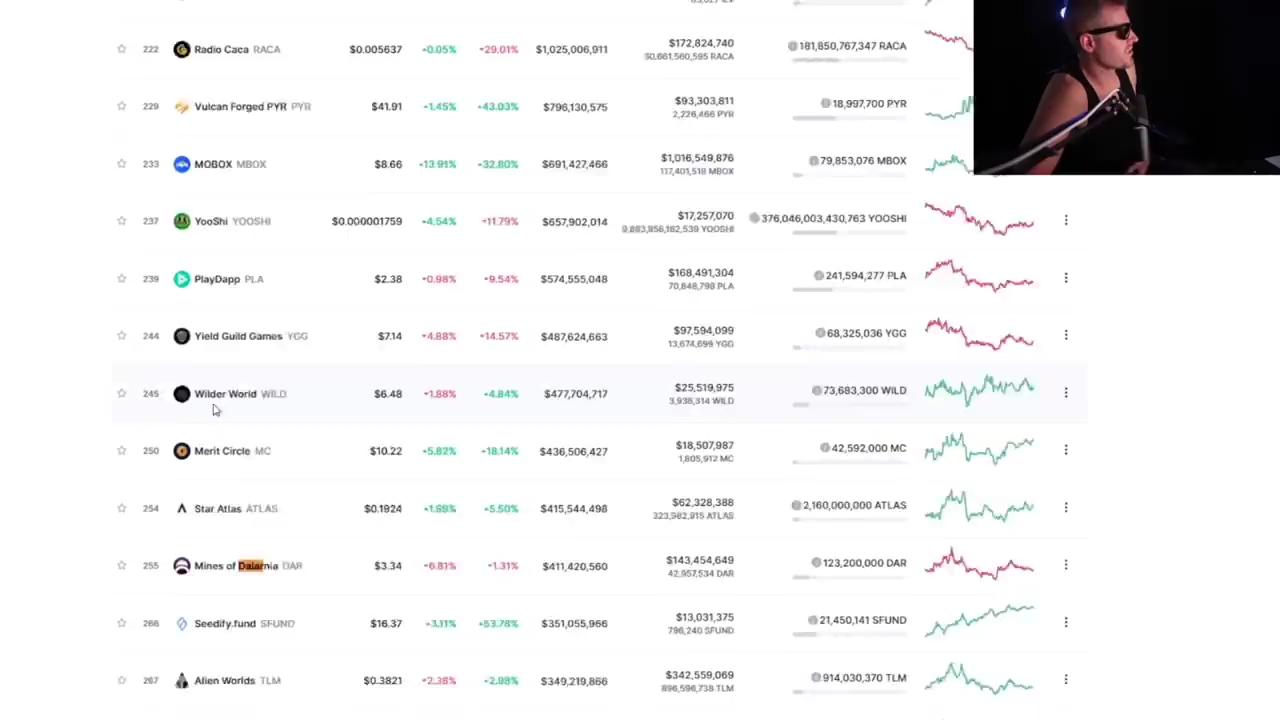 222 Radio Caca RACA $0.005637 0.05% 29.01% $1,025,006,911 $172,824,740 181,850,767,347 RACA
RACA
229 Vulcan Forged PYR PYR $41.91 1.45% 43.03% $796,130,575 $93,303,811 18,997,700 PYR
2,226,466 PYR
233 MOBOX MBOX $8.66 13.91% 32.80% $691,427,466 $1,016,549,876 79,853,076 MBOX
117,401,518 MBOX
237 YooShi YOOSHI $0.000001759 4.54% 11.79% $657,902,014 $17,257,070 376,046,003,430,763 YOOSHI
YOOSHI
239 PlayDapp PLA $2.38 0.98% 9.54% $574,555,048 $168,491,304 241,594,277 PLA
70,848,798 PLA
244 Yield Guild Games YGG $7.14 4.88% 14.57% $487,624,663 $97,594,099 68,325,036 YGG
13,674,699 YGG
245 Wilder World WILD $6.48 1.88% 4.84% $477,704,717 $25,519,975 73,683,300 WILD
3,938,314 WILD
250 Merit Circle MC $10.22 5.82% 18.14% $436,506,427 $18,507,987 42,592,000 MC
1,805,912 MC
254 Star Atlas ATLAS $0.1924 1.89% 5.50% $415,544,498 $62,328,388 2,160,000,000 ATLAS
323,982,915 ATLAS
255 Mines of Dalarnia DAR $3.34 6.81% 1.31% $411,420,560 $143,454,649 123,200,000 DAR
42,957,534 DAR
266 Seedify.fund SFUND $16.37 3.11% 53.78% $351,055,966 $13,031,375 21,450,141 SFUND
796,240 SFUND
267 Alien Worlds TLM $0.3821 2.38% 2.98% $349,219,866 $342,559,069 914,030,370 TLM
896,596,738 TLM